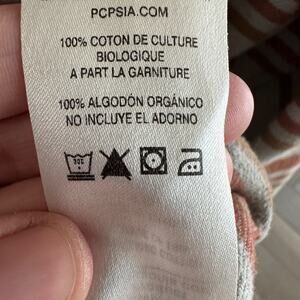 PCPSIA.COM
100% COTON DE CULTURE
BIOLOGIQUE
A PART LA GARNITURE
100% ALGODÓN ORGÁNICO
NO INCLUYE EL ADORNO